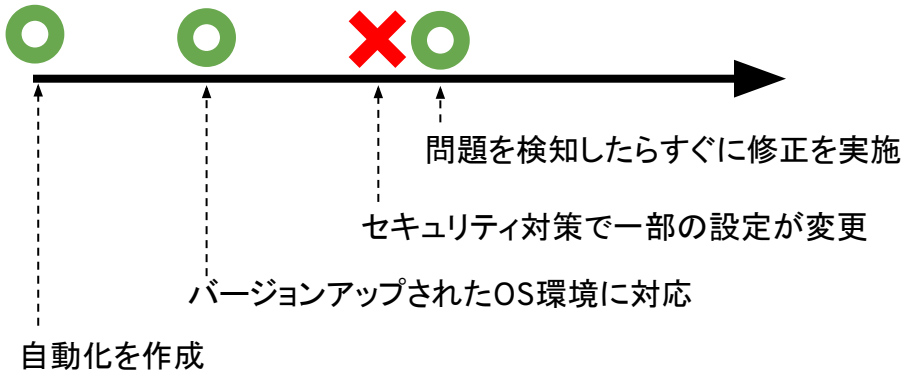 問題を検知したらすぐに修正を実施
セキュリティ対策で一部の設定が変更
バージョンアップされたOS環境に対応
自動化を作成